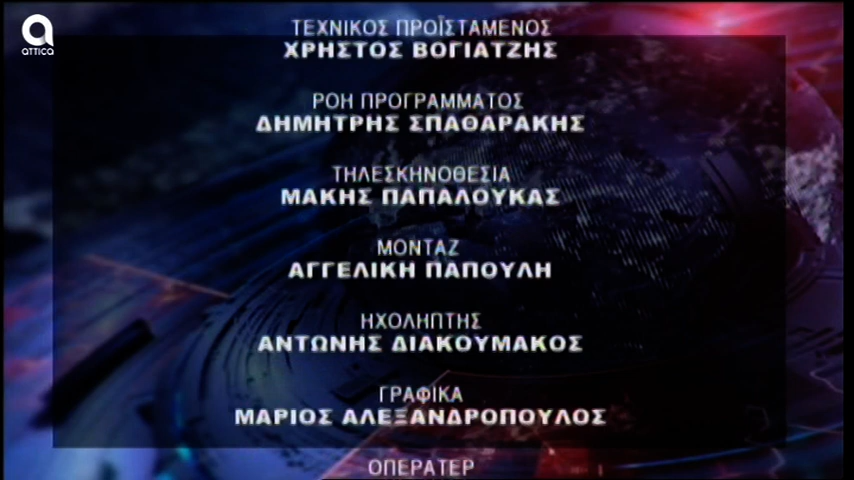 attica
ΤΕΧΝΙΚΟΣ ΠΡΟΪΣΤΑΜΕΝΟΣ
ΧΡΗΣΤΟΣ ΒΟΓΙΑΤΖΗΣ
ΡΟΗ ΠΡΟΓΡΑΜΜΑΤΟΣ
ΔΗΜΗΤΡΗΣ ΣΠΑΘΑΡΑΚΗΣ
ΤΗΛΕΣΚΗΝΟΘΕΣΙΑ
ΜΑΚΗΣ ΠΑΠΑΛΟΥΚΑΣ
ΜΟΝΤΑΖ
ΑΓΓΕΛΙΚΗ ΠΑΠΟΥΛΗ
ΗΧΟΛΗΠΤΗΣ
ΑΝΤΩΝΗΣ ΔΙΑΚΟΥΜΑΚΟΣ
ΓΡΑΦΙΚΑ
ΜΑΡΙΟΣ ΑΛΕΞΑΝΔΡΟΠΟΥΛΟΣ
ΟΠΕΡΑΤΕΡ